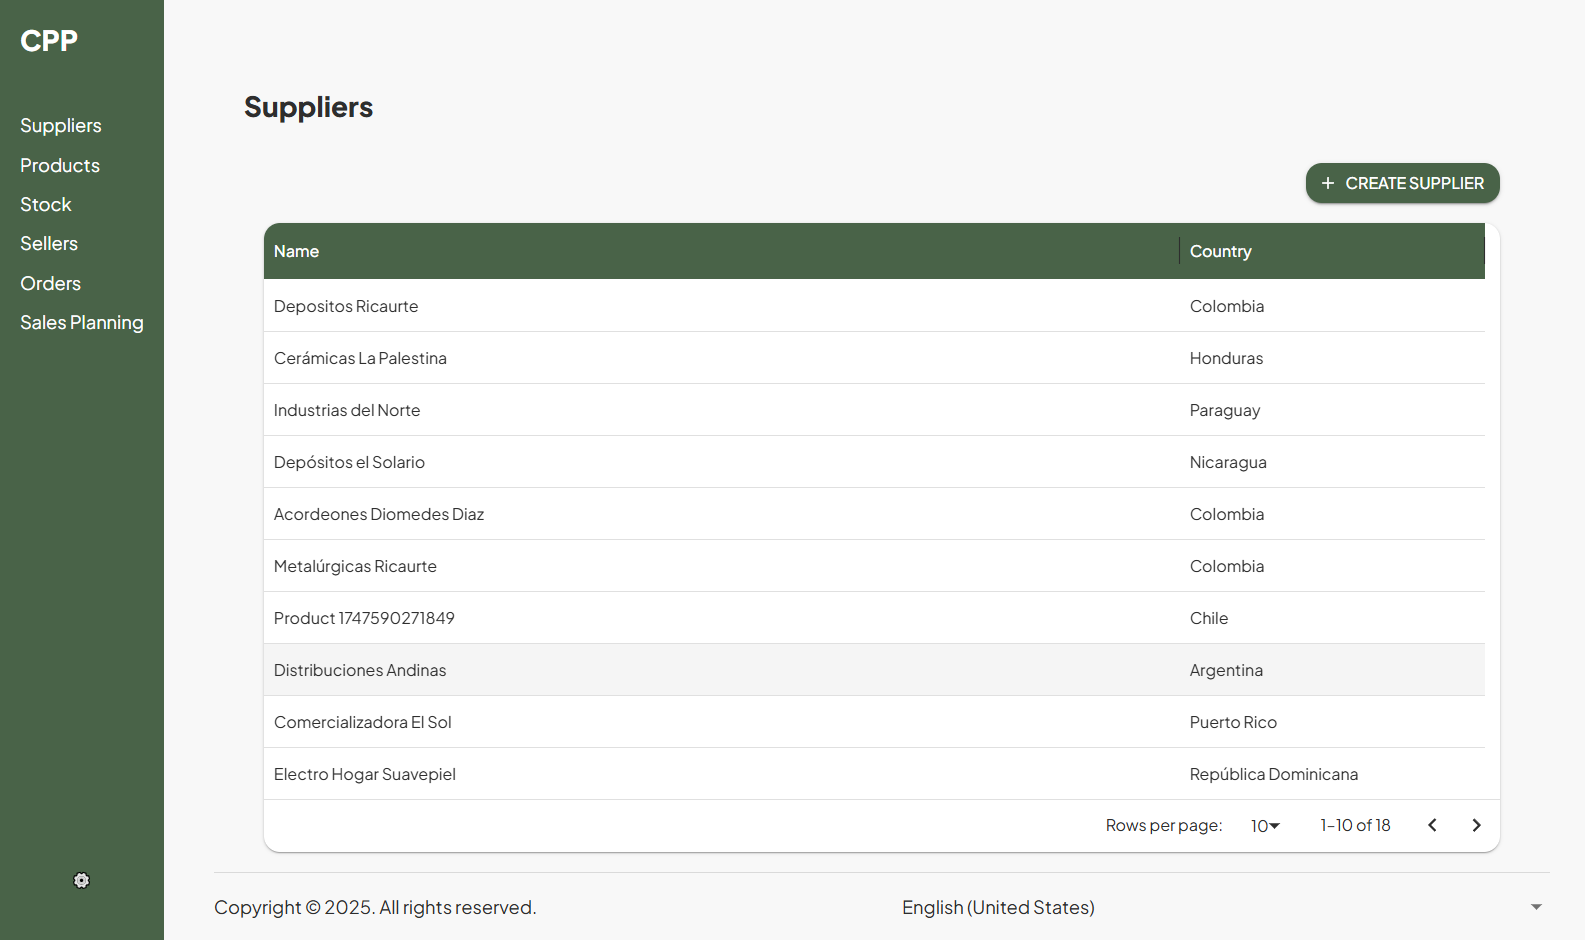 CPP
Suppliers
Products
Stock
Sellers
Orders
Sales Planning
Suppliers
+ CREATE SUPPLIER
Name Country
Depositos Ricaurte Colombia
Cerámicas La Palestina Honduras
Industrias del Norte Paraguay
Depósitos el Solario Nicaragua
Acordeones Diomedes Diaz Colombia
Metalúrgicas Ricaurte Colombia
Product 1747590271849 Chile
Distribuciones Andinas Argentina
Comercializadora El Sol Puerto Rico
Electro Hogar Suavepiel República Dominicana
Rows per page: 10 1–10 of 18
Copyright © 2025. All rights reserved. English (United States)